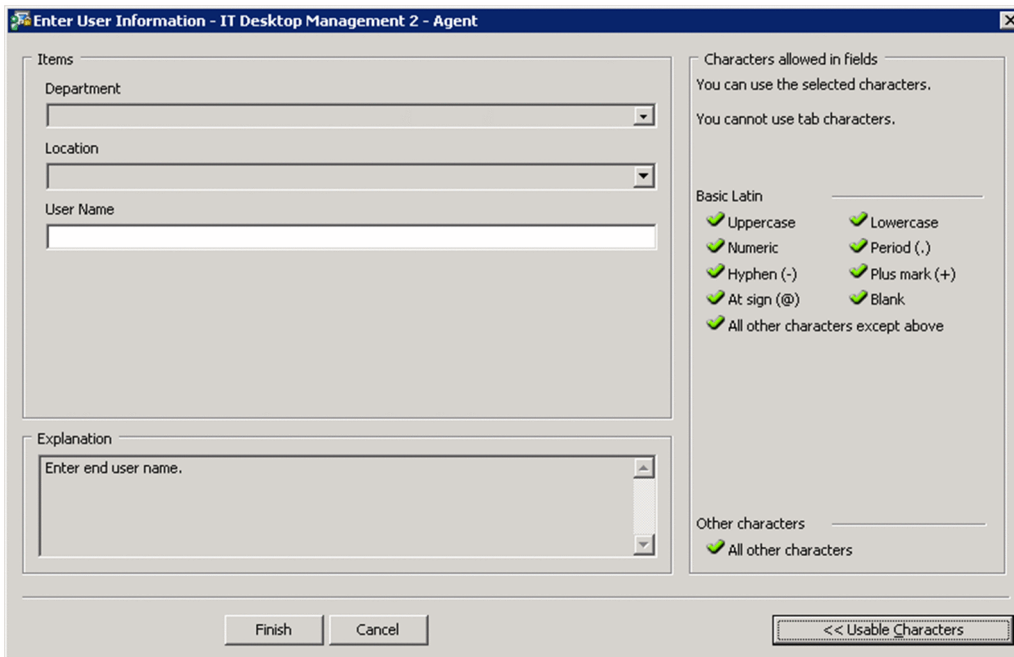 Enter User Information - IT Desktop Management 2 - Agent
Items
Department
Location
User Name
Explanation
Enter end user name.
Characters allowed in fields
You can use the selected characters.
You cannot use tab characters.
Basic Latin
Uppercase Lowercase
Numeric Period (.)
Hyphen (-) Plus mark (+)
At sign (@) Blank
All other characters except above
Other characters
All other characters
Finish Cancel << Usable Characters